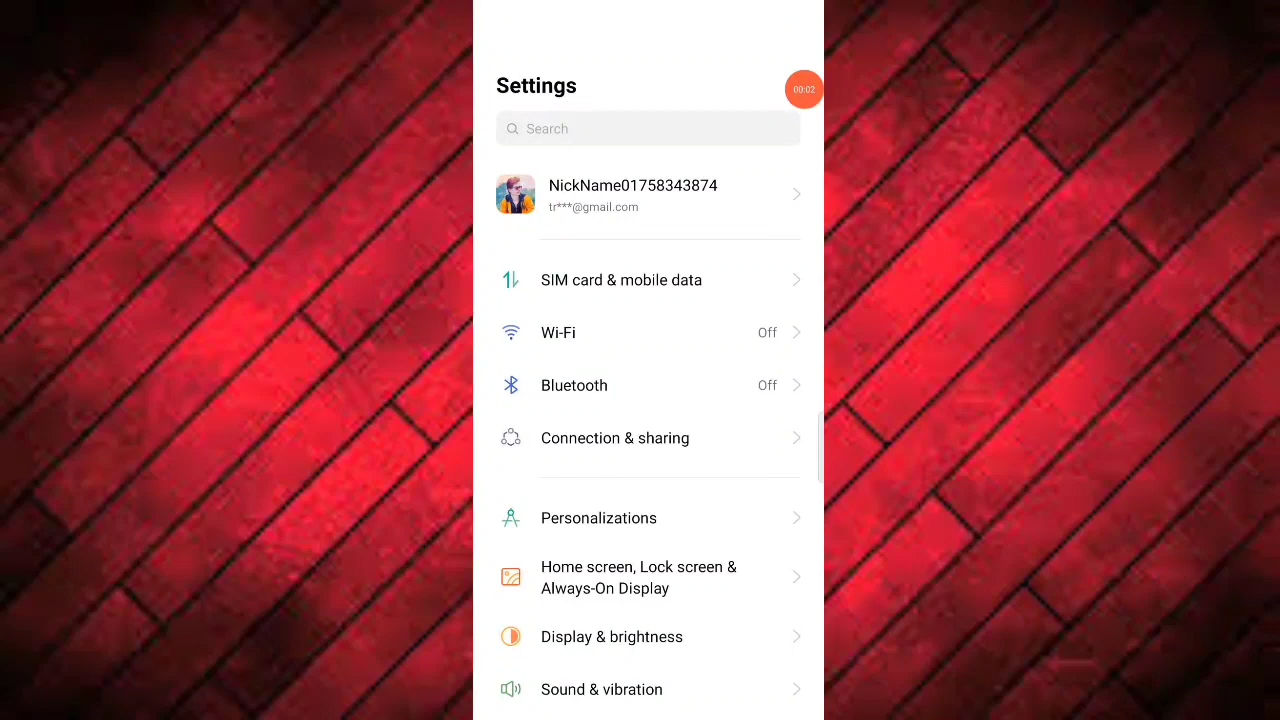 Settings
00:02
Search
NickName01758343874
tr***@gmail.com
SIM card & mobile data
Wi-Fi Off
Bluetooth Off
Connection & sharing
Personalizations
Home screen, Lock screen &
Always-On Display
Display & brightness
Sound & vibration